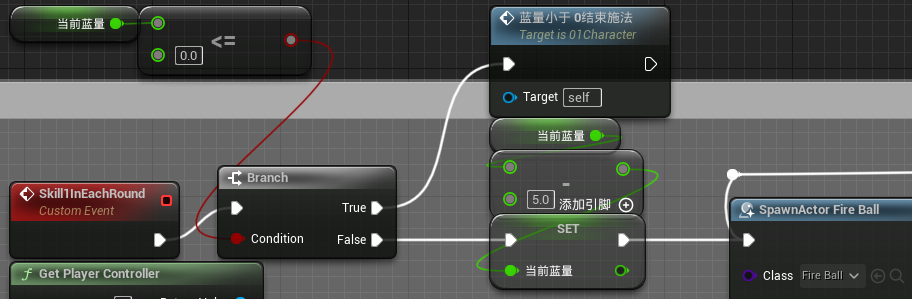 当前蓝量
<=
0.0
蓝量小于 0结束施法
Target is 01Character
Target self
当前蓝量
-
5.0 添加引脚
SET
当前蓝量
Skill1InEachRound
Custom Event
Branch
True
Condition False
Get Player Controller
SpawnActor Fire Ball
Class Fire Ball